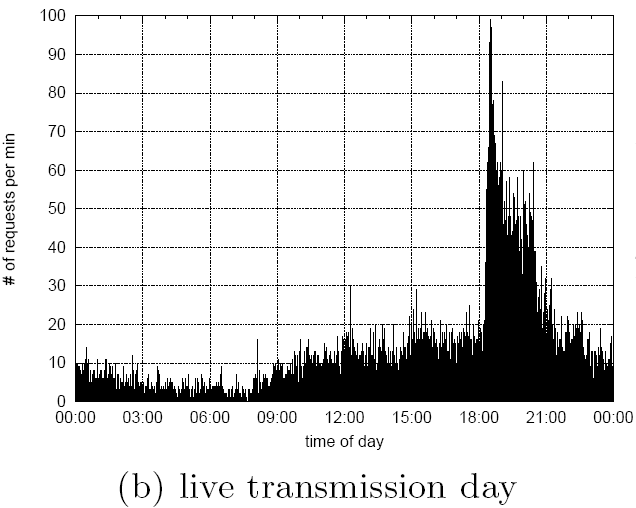 100
90
80
70
60
50
40
30
20
10
0
# of requests per min
00:00 03:00 06:00 09:00 12:00 15:00 18:00 21:00 00:00
time of day
(b) live transmission day